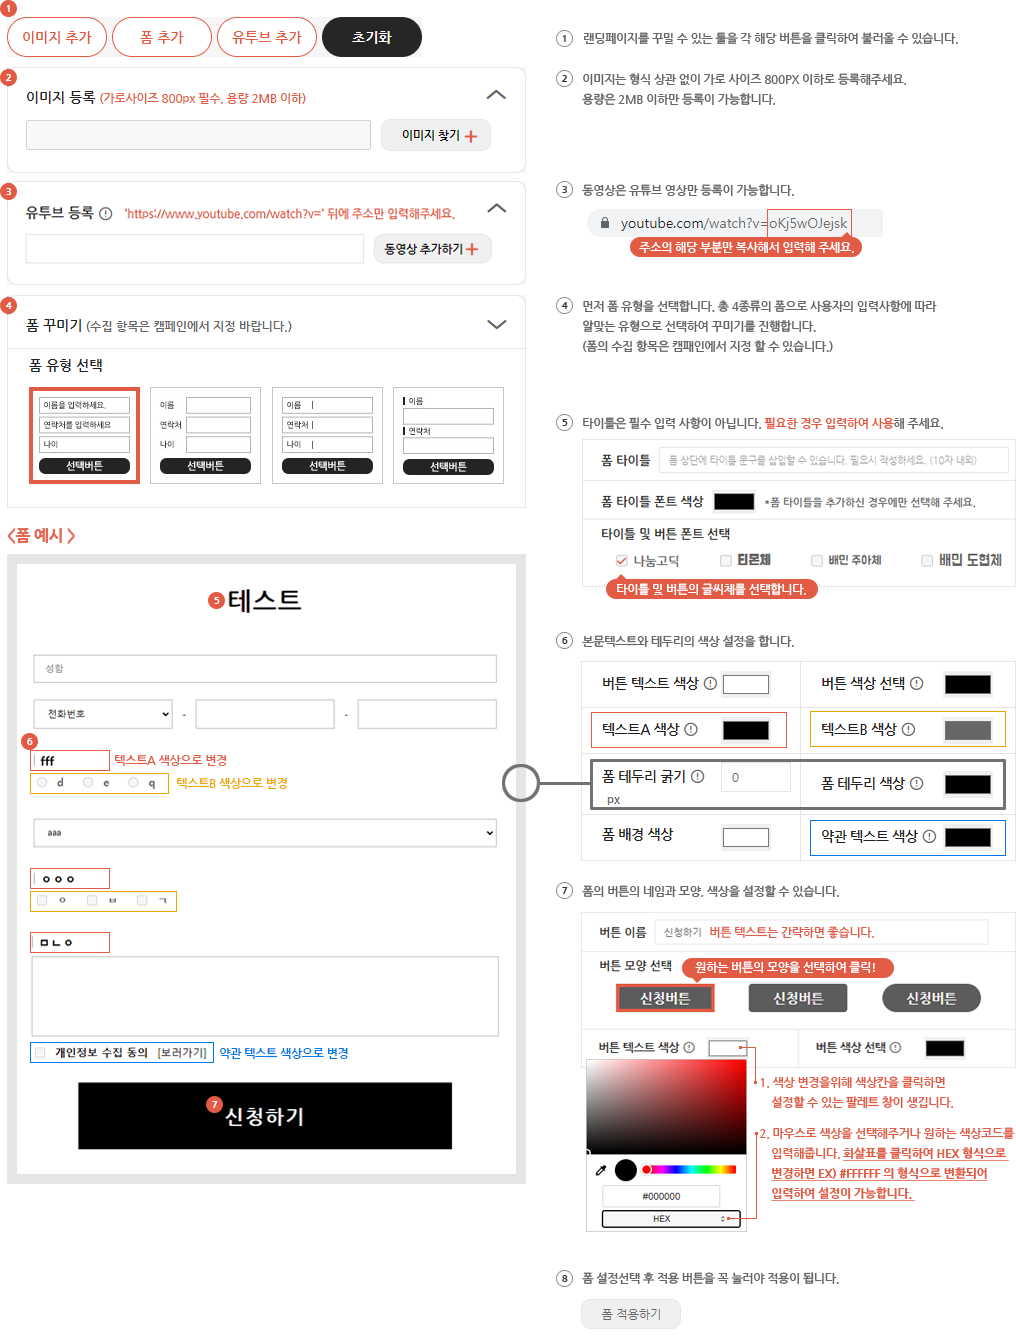 1
이미지 추가
폼 추가
유투브 추가
초기화
2
이미지 등록 (가로사이즈 800px 필수, 용량 2MB 이하)
이미지 찾기 +
3
유투브 등록 'https://www.youtube.com/watch?v=' 뒤에 주소만 입력해주세요.
동영상 추가하기 +
4
폼 꾸미기 (수집 항목은 캠페인에서 지정 바랍니다.)
폼 유형 선택
이름을 입력하세요.
연락처를 입력하세요
나이
선택버튼
이름
연락처
나이
선택버튼
이름 |
연락처 |
나이 |
선택버튼
이름
연락처
선택버튼
<폼 예시 >
5 테스트
성함
전화번호 - -
6
fff 텍스트A 색상으로 변경
d e q 텍스트B 색상으로 변경
aaa
ㅇㅇㅇ
ㅇ ㅂ ㄱ
ㅁㄴㅇ
개인정보 수집 동의 [보러가기] 약관 텍스트 색상으로 변경
7 신청하기
1 랜딩페이지를 꾸밀 수 있는 툴을 각 해당 버튼을 클릭하여 불러올 수 있습니다.
2 이미지는 형식 상관 없이 가로 사이즈 800PX 이하로 등록해주세요.
용량은 2MB 이하만 등록이 가능합니다.
3 동영상은 유튜브 영상만 등록이 가능합니다.
youtube.com/watch?v=oKj5wOJejsk
주소의 해당 부분만 복사해서 입력해 주세요.
4 먼저 폼 유형을 선택합니다. 총 4종류의 폼으로 사용자의 입력사항에 따라
알맞는 유형으로 선택하여 꾸미기를 진행합니다.
(폼의 수집 항목은 캠패인에서 지정 할 수 있습니다.)
5 타이틀은 필수 입력 사항이 아닙니다. 필요한 경우 입력하여 사용해 주세요.
폼 타이틀 폼 상단에 타이틀 문구를 삽입할 수 있습니다. 필요시 작성하세요. (10자 내외)
폼 타이틀 폰트 색상 *폼 타이틀을 추가하신 경우에만 선택해 주세요.
타이틀 및 버튼 폰트 선택
나눔고딕 티몬체 배민 주아체 배민 도현체
타이틀 및 버튼의 글씨체를 선택합니다.
6 본문텍스트와 테두리의 색상 설정을 합니다.
버튼 텍스트 색상 버튼 색상 선택
텍스트A 색상 텍스트B 색상
폼 테두리 굵기 0
px
폼 테두리 색상
폼 배경 색상 약관 텍스트 색상
7 폼의 버튼의 네임과 모양, 색상을 설정할 수 있습니다.
버튼 이름 신청하기 버튼 텍스트는 간략하면 좋습니다.
버튼 모양 선택 원하는 버튼의 모양을 선택하여 클릭!
신청버튼 신청버튼 신청버튼
버튼 텍스트 색상 버튼 색상 선택
1. 색상 변경을위해 색상칸을 클릭하면
설정할 수 있는 팔레트 창이 생깁니다.
2. 마우스로 색상을 선택해주거나 원하는 색상코드를
입력해줍니다. 화살표를 클릭하여 HEX 형식으로
변경하면 EX) #FFFFFF 의 형식으로 변환되어
입력하여 설정이 가능합니다.
#000000
HEX
8 폼 설정선택 후 적용 버튼을 꼭 눌러야 적용이 됩니다.
폼 적용하기